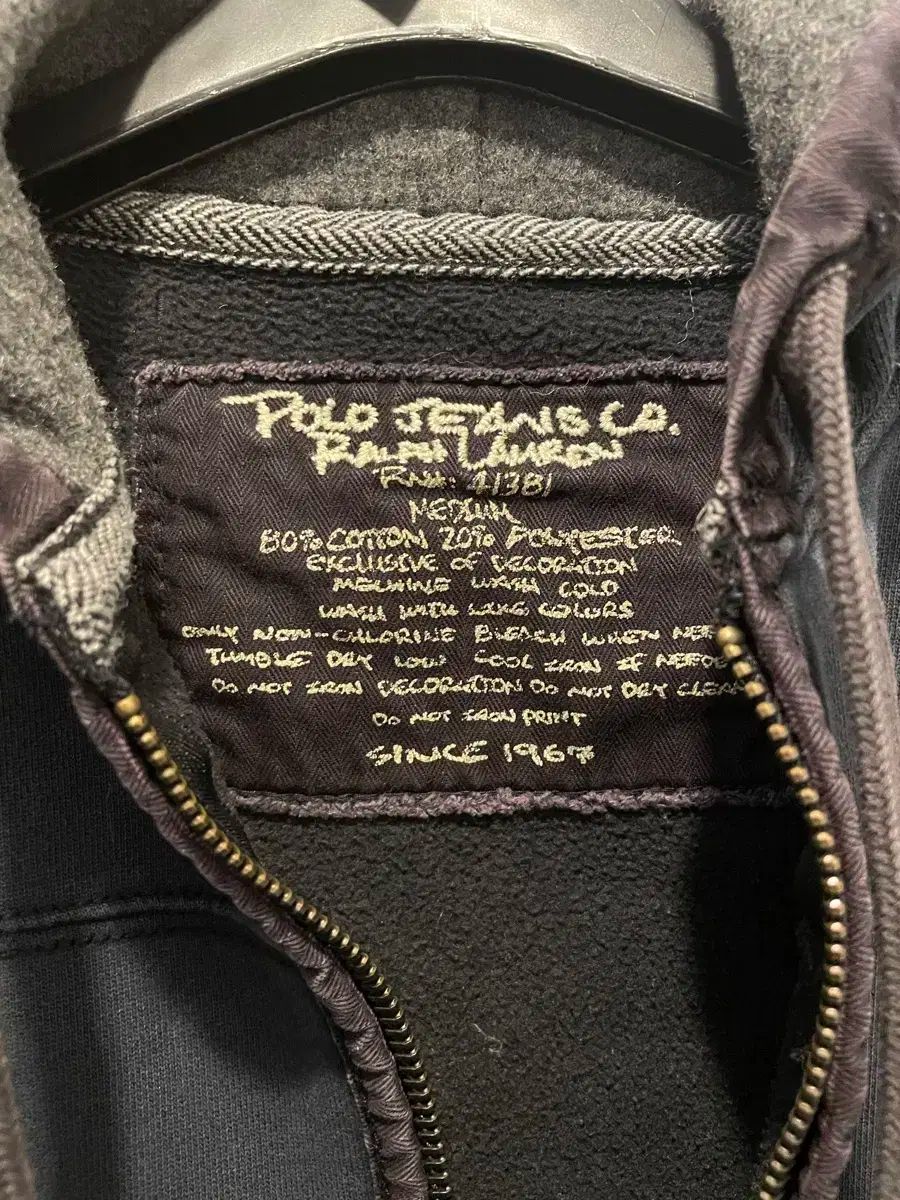 POLO JEANS CO.
RALPH LAUREN
RN#: 41381
MEDIUM
80% COTTON 20% POLYESTER
EXCLUSIVE OF DECORATION
MACHINE WASH COLD
WASH WITH LIKE COLORS
ONLY NON-CHLORINE BLEACH WHEN NEE
TUMBLE DRY LOW COOL IRON IF NEEDE
DO NOT IRON DECORATION DO NOT DRY CLEAN
DO NOT IRON PRINT
SINCE 1967